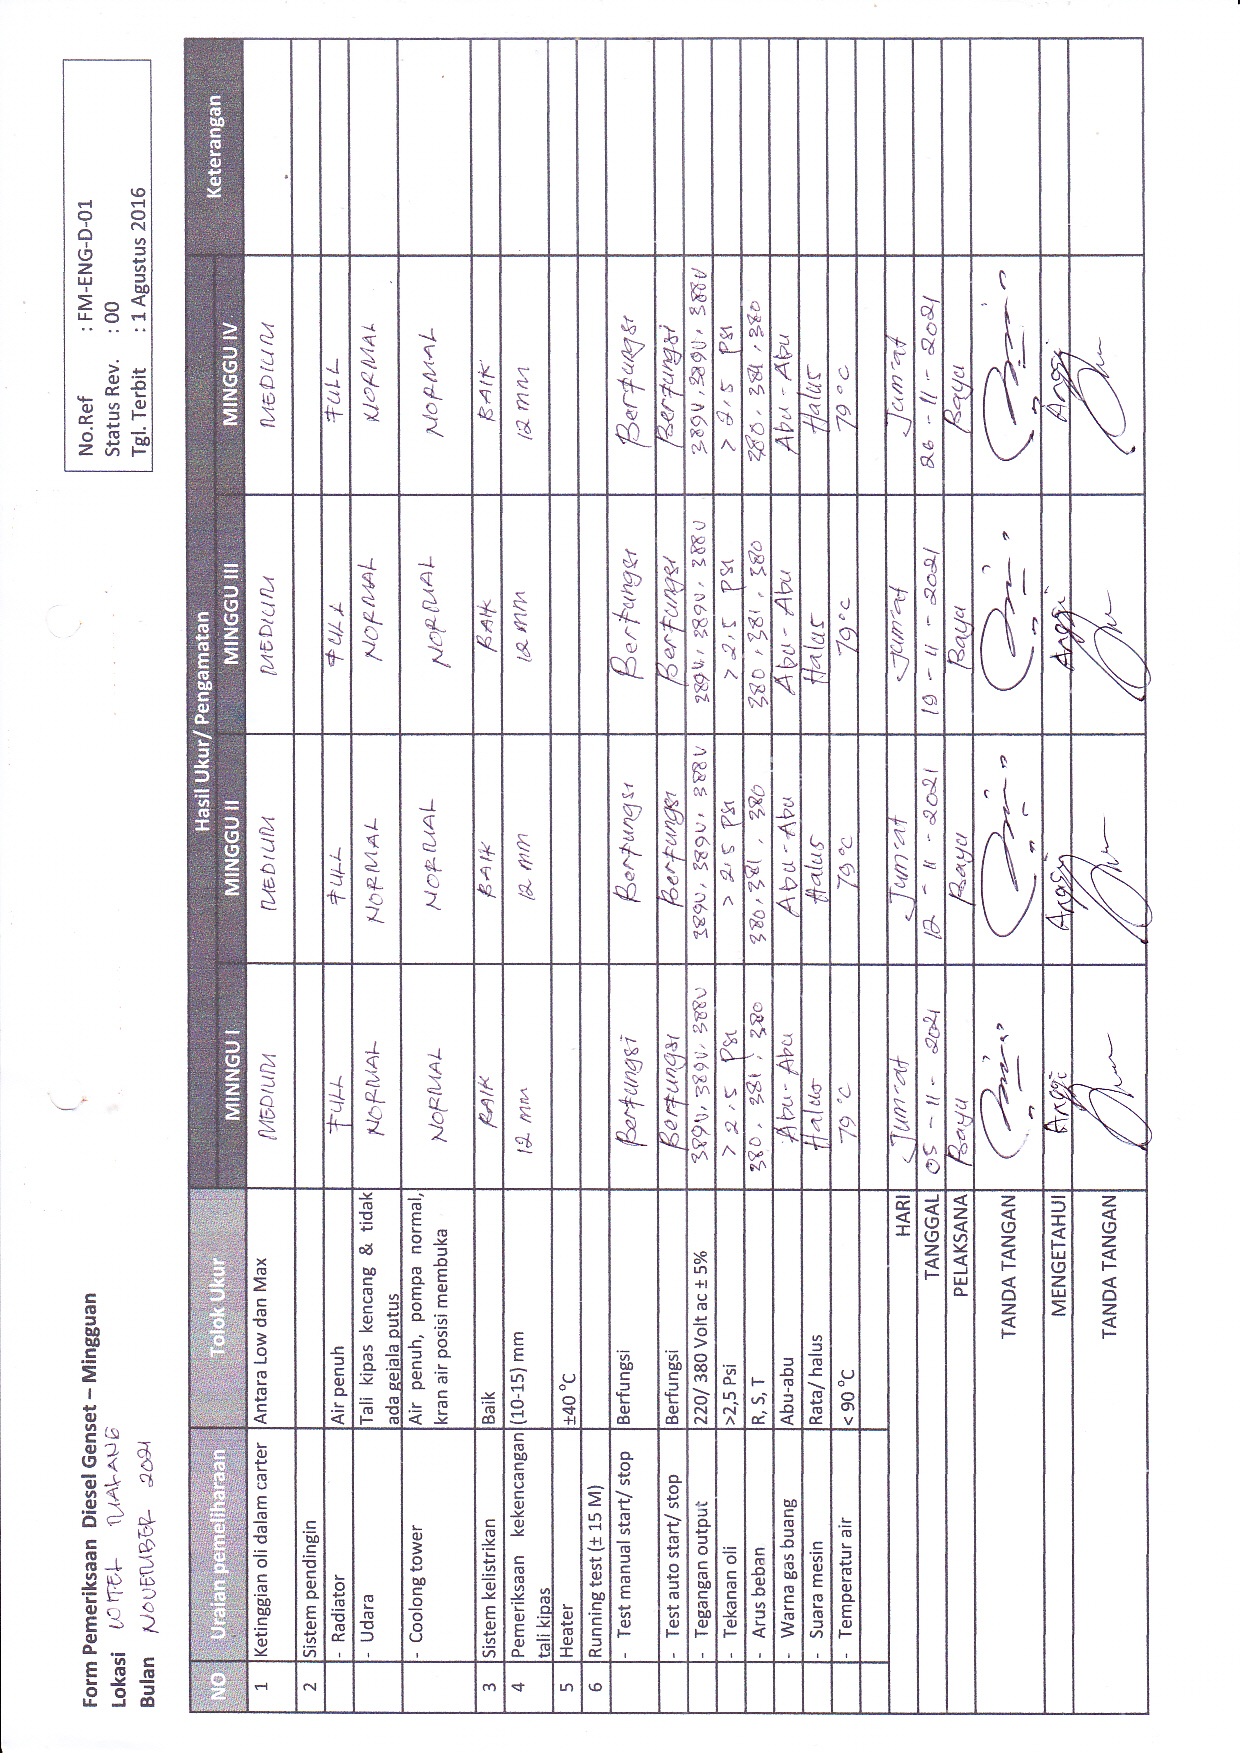 Form Pemeriksaan Diesel Genset – Mingguan
Lokasi WITEL MALANG
Bulan NOVEMBER 2021
No.Ref : FM-ENG-D-01
Status Rev. : 00
Tgl. Terbit : 1 Agustus 2016
NO Uraian pemeliharaan Tolok Ukur Hasil Ukur/ Pengamatan Keterangan
MINNGU I MINGGU II MINGGU III MINGGU IV
1 Ketinggian oli dalam carter Antara Low dan Max MEDIUM MEDIUM MEDIUM MEDIUM
2 Sistem pendingin
- Radiator Air penuh FULL FULL FULL FULL
- Udara Tali kipas kencang & tidak NORMAL NORMAL NORMAL NORMAL
ada gejala putus
- Coolong tower Air penuh, pompa normal,
kran air posisi membuka NORMAL NORMAL NORMAL NORMAL
3 Sistem kelistrikan Baik BAIK BAIK BAIK BAIK
4 Pemeriksaan kekencangan (10-15) mm 12 mm 12 mm 12 mm 12 mm
tali kipas
5 Heater ±40 °C
6 Running test (± 15 M)
- Test manual start/ stop Berfungsi Berfungsi Berfungsi Berfungsi Berfungsi
- Test auto start/ stop Berfungsi Berfungsi Berfungsi Berfungsi Berfungsi
- Tegangan output 220/ 380 Volt ac ± 5% 389V, 389V, 388V 389V, 389V, 388V 389V, 389V, 388V 389V, 389V, 388V
- Tekanan oli >2,5 Psi > 2,5 PSI > 2,5 PSI > 2,5 PSI > 2,5 PSI
- Arus beban R, S, T 380, 381, 380 380, 381, 380 380, 381, 380 380, 381, 380
- Warna gas buang Abu-abu Abu-Abu Abu-Abu Abu-Abu Abu-Abu
- Suara mesin Rata/ halus Halus Halus Halus Halus
- Temperatur air < 90 °C 79 °C 79 °C 79 °C 79 °C
HARI Jum'at Jum'at Jum'at Jum'at
TANGGAL 05 - 11 - 2021 12 - 11 - 2021 19 - 11 - 2021 26 - 11 - 2021
PELAKSANA Bayu Bayu Bayu Bayu
TANDA TANGAN
MENGETAHUI Anggi Anggi Anggi Anggi
TANDA TANGAN